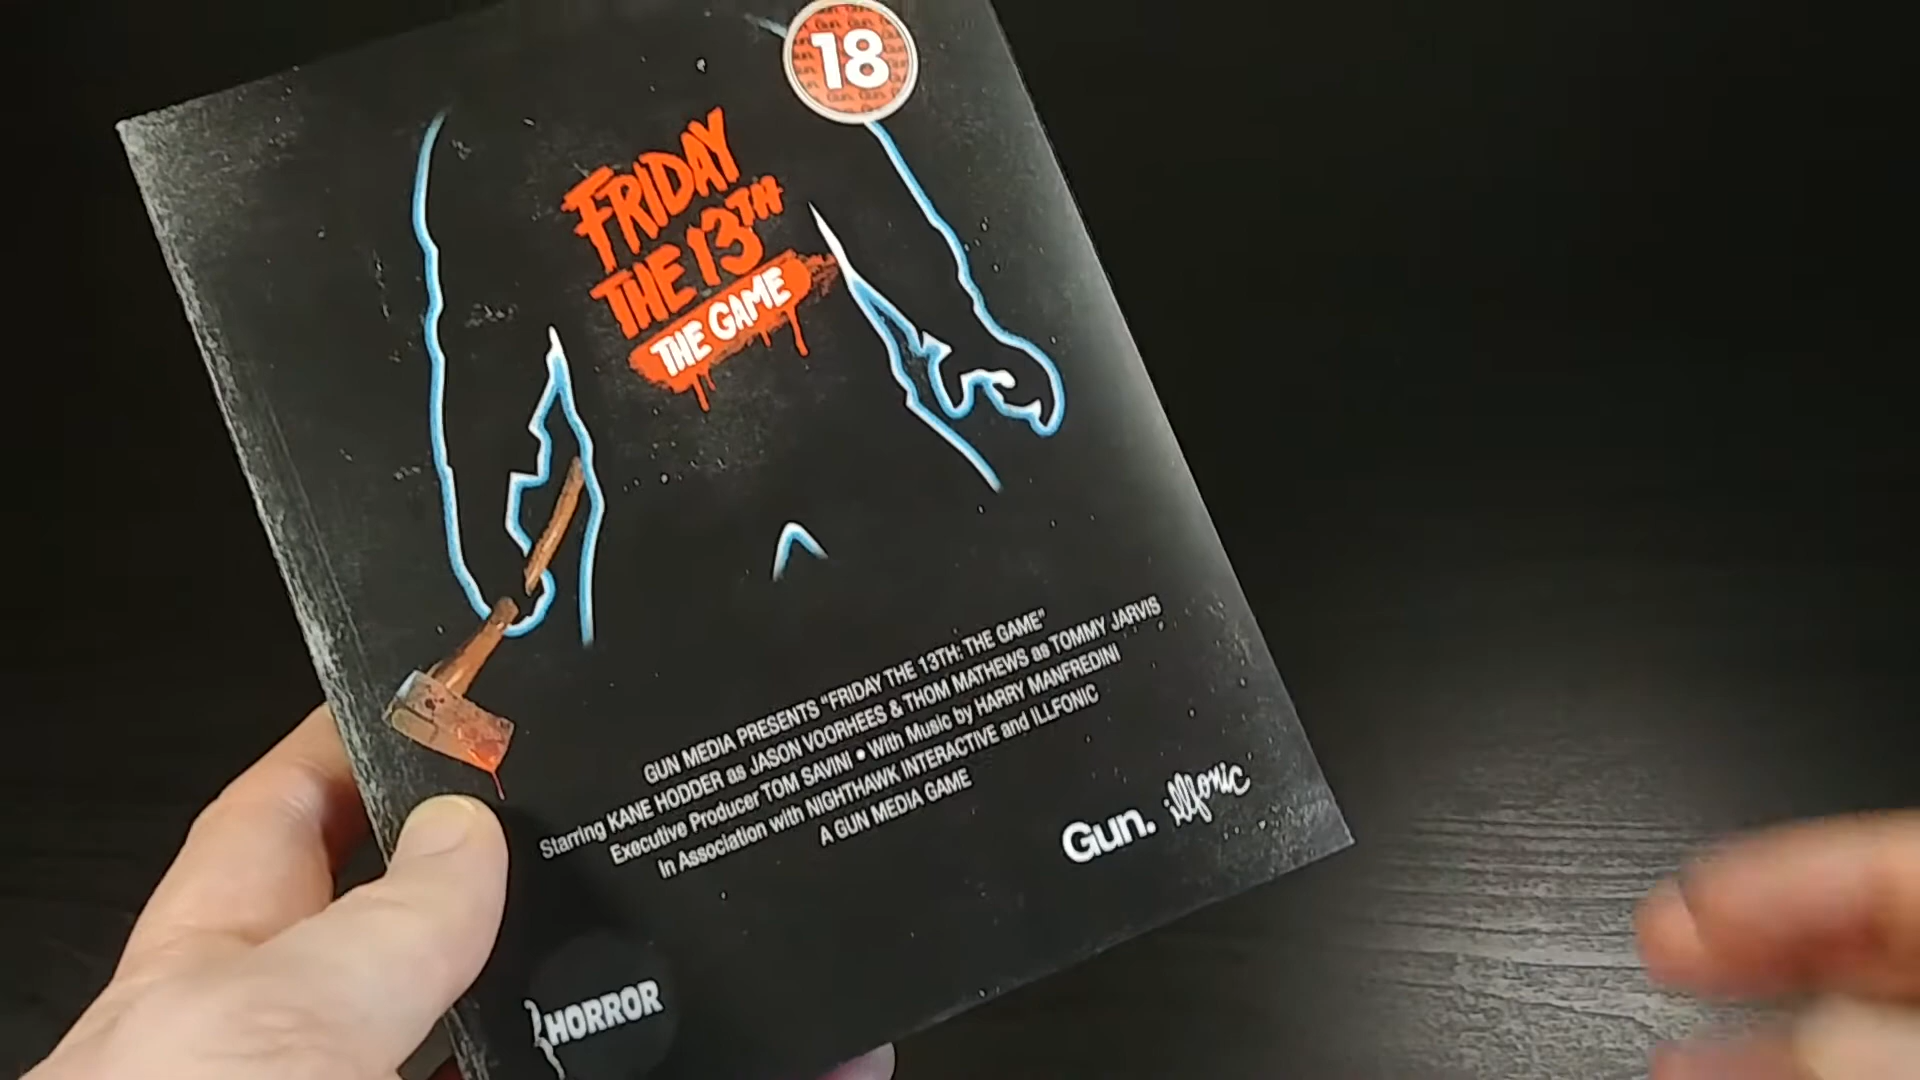 18
FRIDAY
THE 13TH
THE GAME
GUN MEDIA PRESENTS "FRIDAY THE 13TH: THE GAME"
Starring KANE HODDER as JASON VOORHEES & THOM MATHEWS as TOMMY JARVIS
Executive Producer TOM SAVINI • With Music by HARRY MANFREDINI
In Association with NIGHTHAWK INTERACTIVE and ILLFONIC
A GUN MEDIA GAME
Gun. illfonic
HORROR